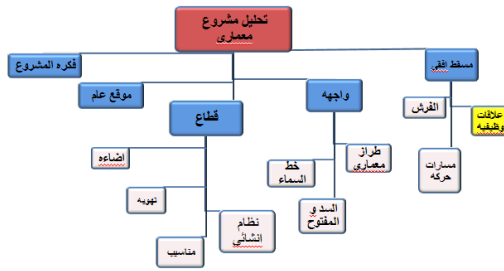 تحليل مشروع
معماري
فكره المشروع
مسقط افقي
موقع عام
واجهه
قطاع
الفرش
علاقات
وظيفيه
اضاءه
خط
السماء
طراز
معماري
مسارات
حركه
تهويه
السد و
المفتوح
نظام
انشائي
مناسيب